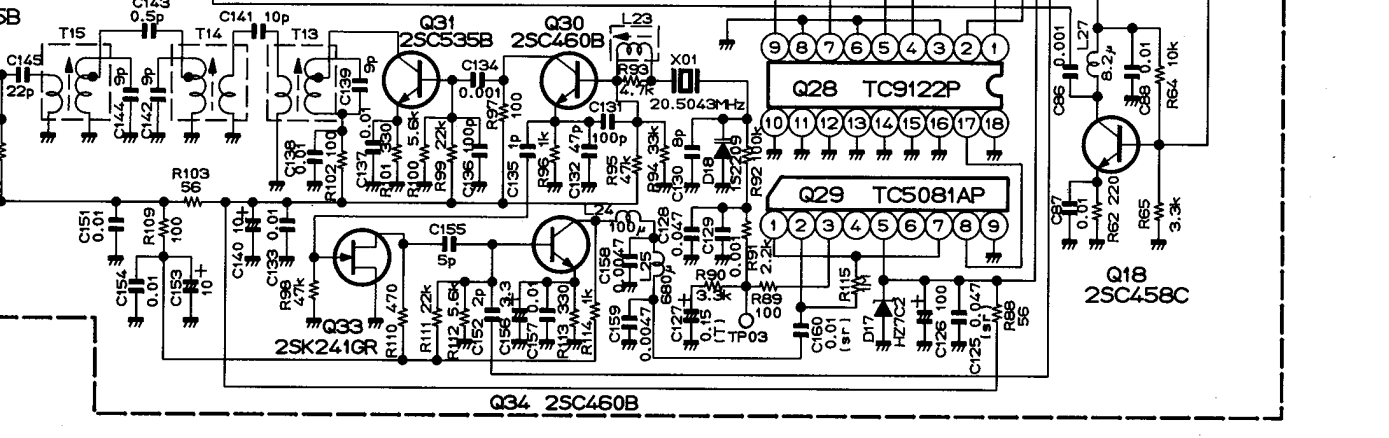 5B
C143
0.5p
C141 10p
T15
T14
T13
C145
22p
9p
C144
9p
C142
C139
9p
Q31
2SC535B
C134
0.001
Q30
2SC460B
L23
R93
4.7k
X01
20.5043MHz
R97
100
C138
0.01
R102 100
C137 0.01
R101 330
R100 5.6k
R99 22k
C136 100p
C135 1p
R96 1k
C132 47p
C131
100p
R95
47k
R94 33k
C130 8p
D18
1S2209
R92 100k
9 8 7 6 5 4 3 2 1
Q28 TC9122P
10 11 12 13 14 15 16 17 18
Q29 TC5081AP
1 2 3 4 5 6 7 8 9
C86 0.001
L27
8.2μ
C88 0.01
R64 10k
C87
0.01
R62 220
R65
3.3k
Q18
2SC458C
R103
56
C151
0.01
R109
100
C140 10
C133 0.01
C154
0.01
C153
10
R98
47k
Q33
2SK241GR
C155
5p
R110 470
R111 22k
R112 5.6k
C152 2p
C156 3.3
C157 0.01
R113 330
R114 1k
L24
100μ
C158
0.0047
L25
680μ
C159
0.0047
C128
0.047
C129
0.001
R91
2.2k
R90
3.3k
R89
100
C127
0.15
(T)
TP03
C160
0.01
(sr)
R115
1M
D17
HZ7C2
C126 100
C125 0.047
(sr)
R88
56
Q34 2SC460B